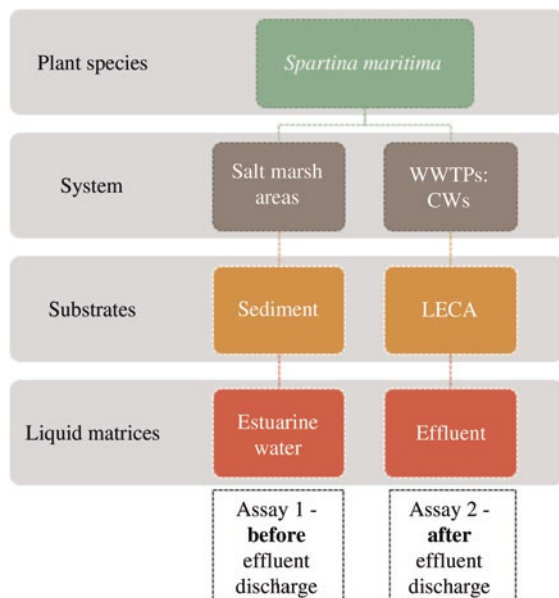 Plant species
Spartina maritima
System
Salt marsh
areas
WWTPs:
CWs
Substrates
Sediment
LECA
Liquid matrices
Estuarine
water
Effluent
Assay 1 -
before
effluent
discharge
Assay 2 -
after
effluent
discharge